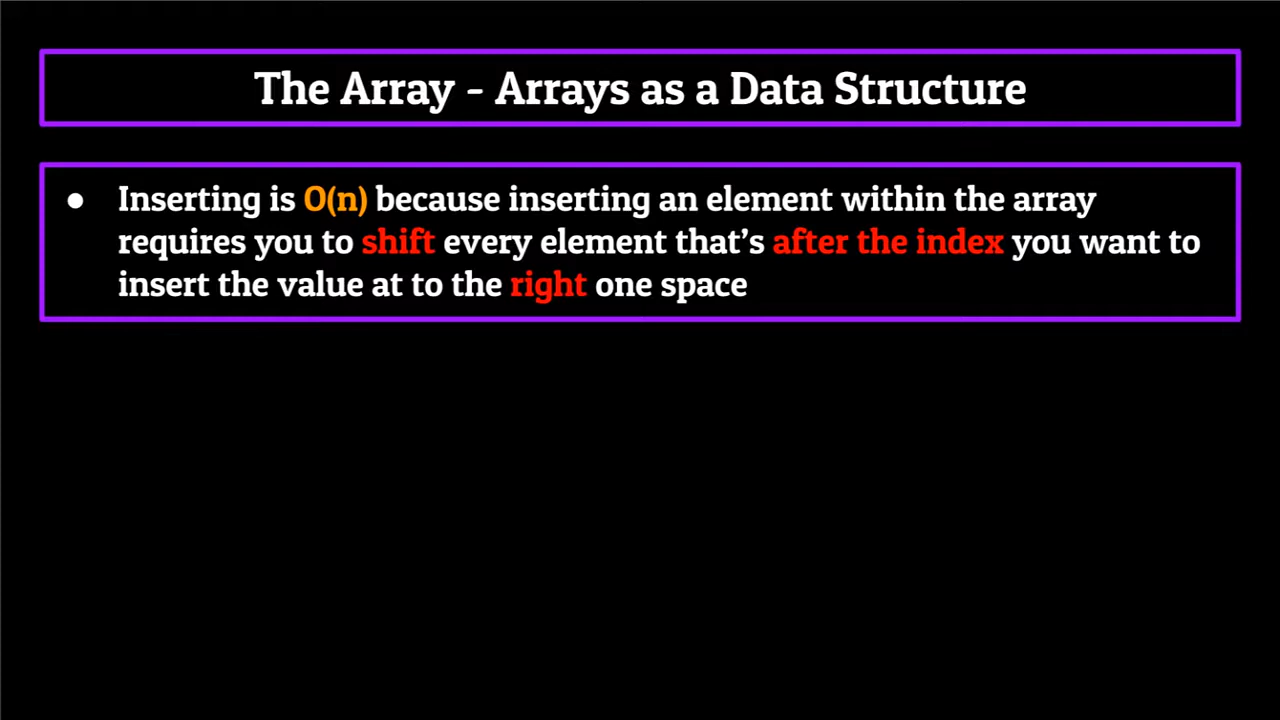 The Array - Arrays as a Data Structure
● Inserting is O(n) because inserting an element within the array
requires you to shift every element that’s after the index you want to
insert the value at to the right one space